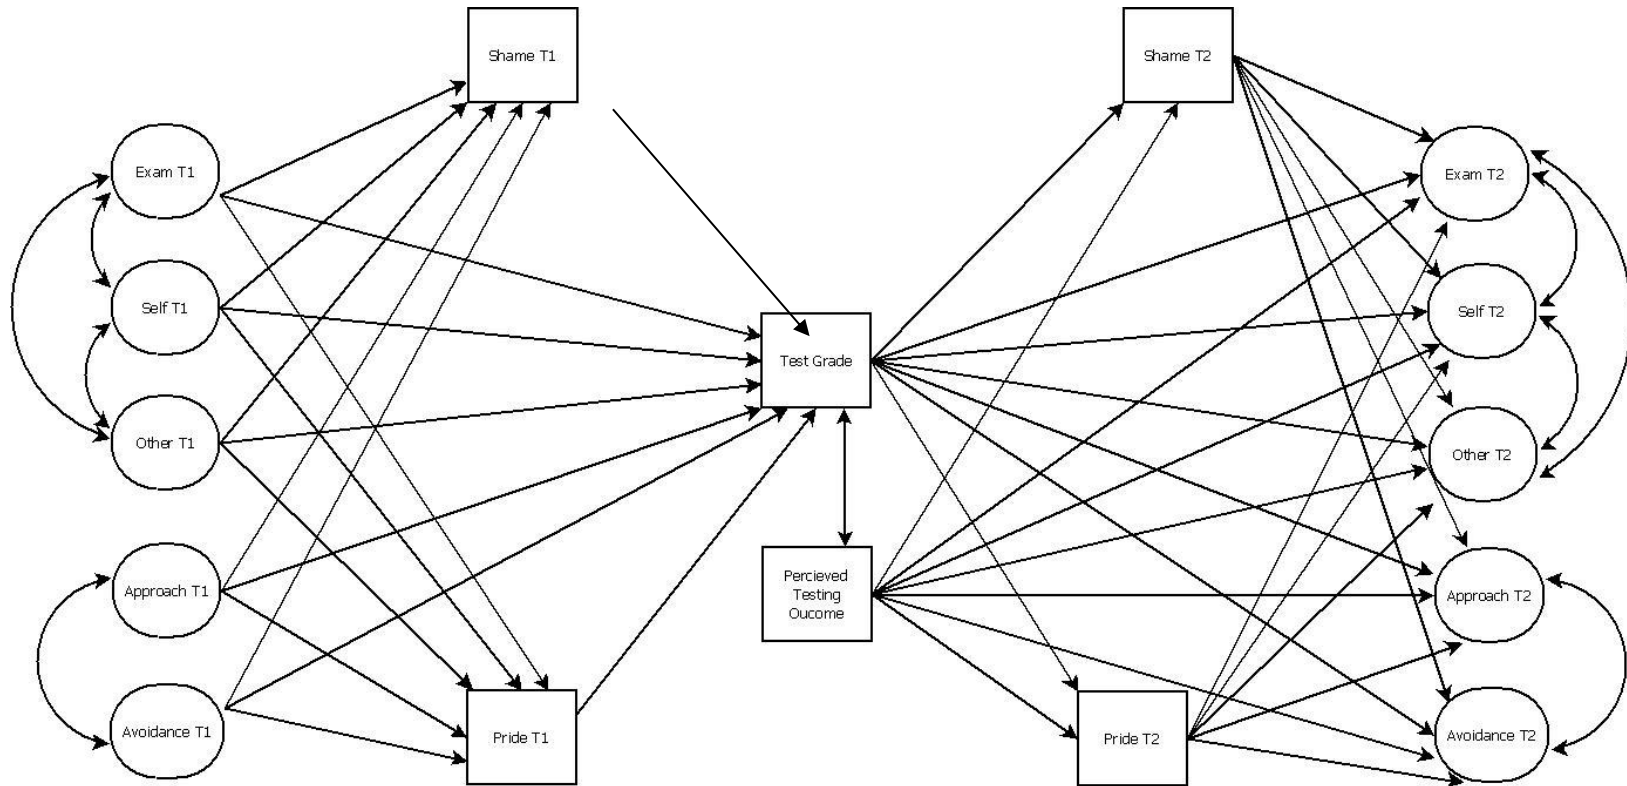 Shame T1
Shame T2
Exam T1
Exam T2
Self T1
Self T2
Test Grade
Other T1
Other T2
Percieved
Testing
Oucome
Approach T1
Approach T2
Avoidance T1
Pride T1
Pride T2
Avoidance T2